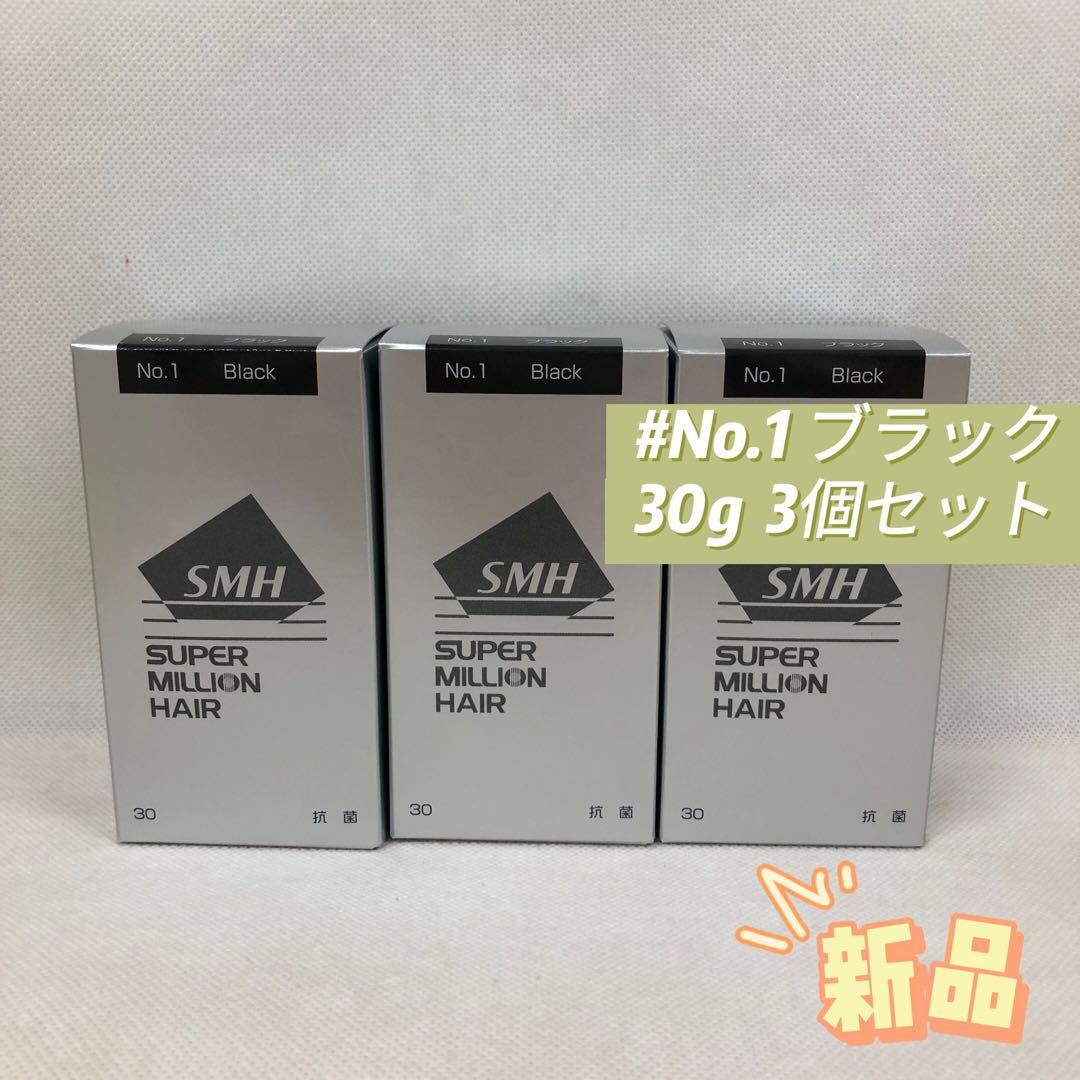 No.1 ブラック
No.1 Black
SMH
SUPER
MILLION
HAIR
30 抗菌
No.1 ブラック
No.1 Black
SMH
SUPER
MILLION
HAIR
30 抗菌
No.1 ブラック
No.1 Black
SMH
SUPER
MILLION
HAIR
30 抗菌
#No.1 ブラック
30g 3個セット
新品